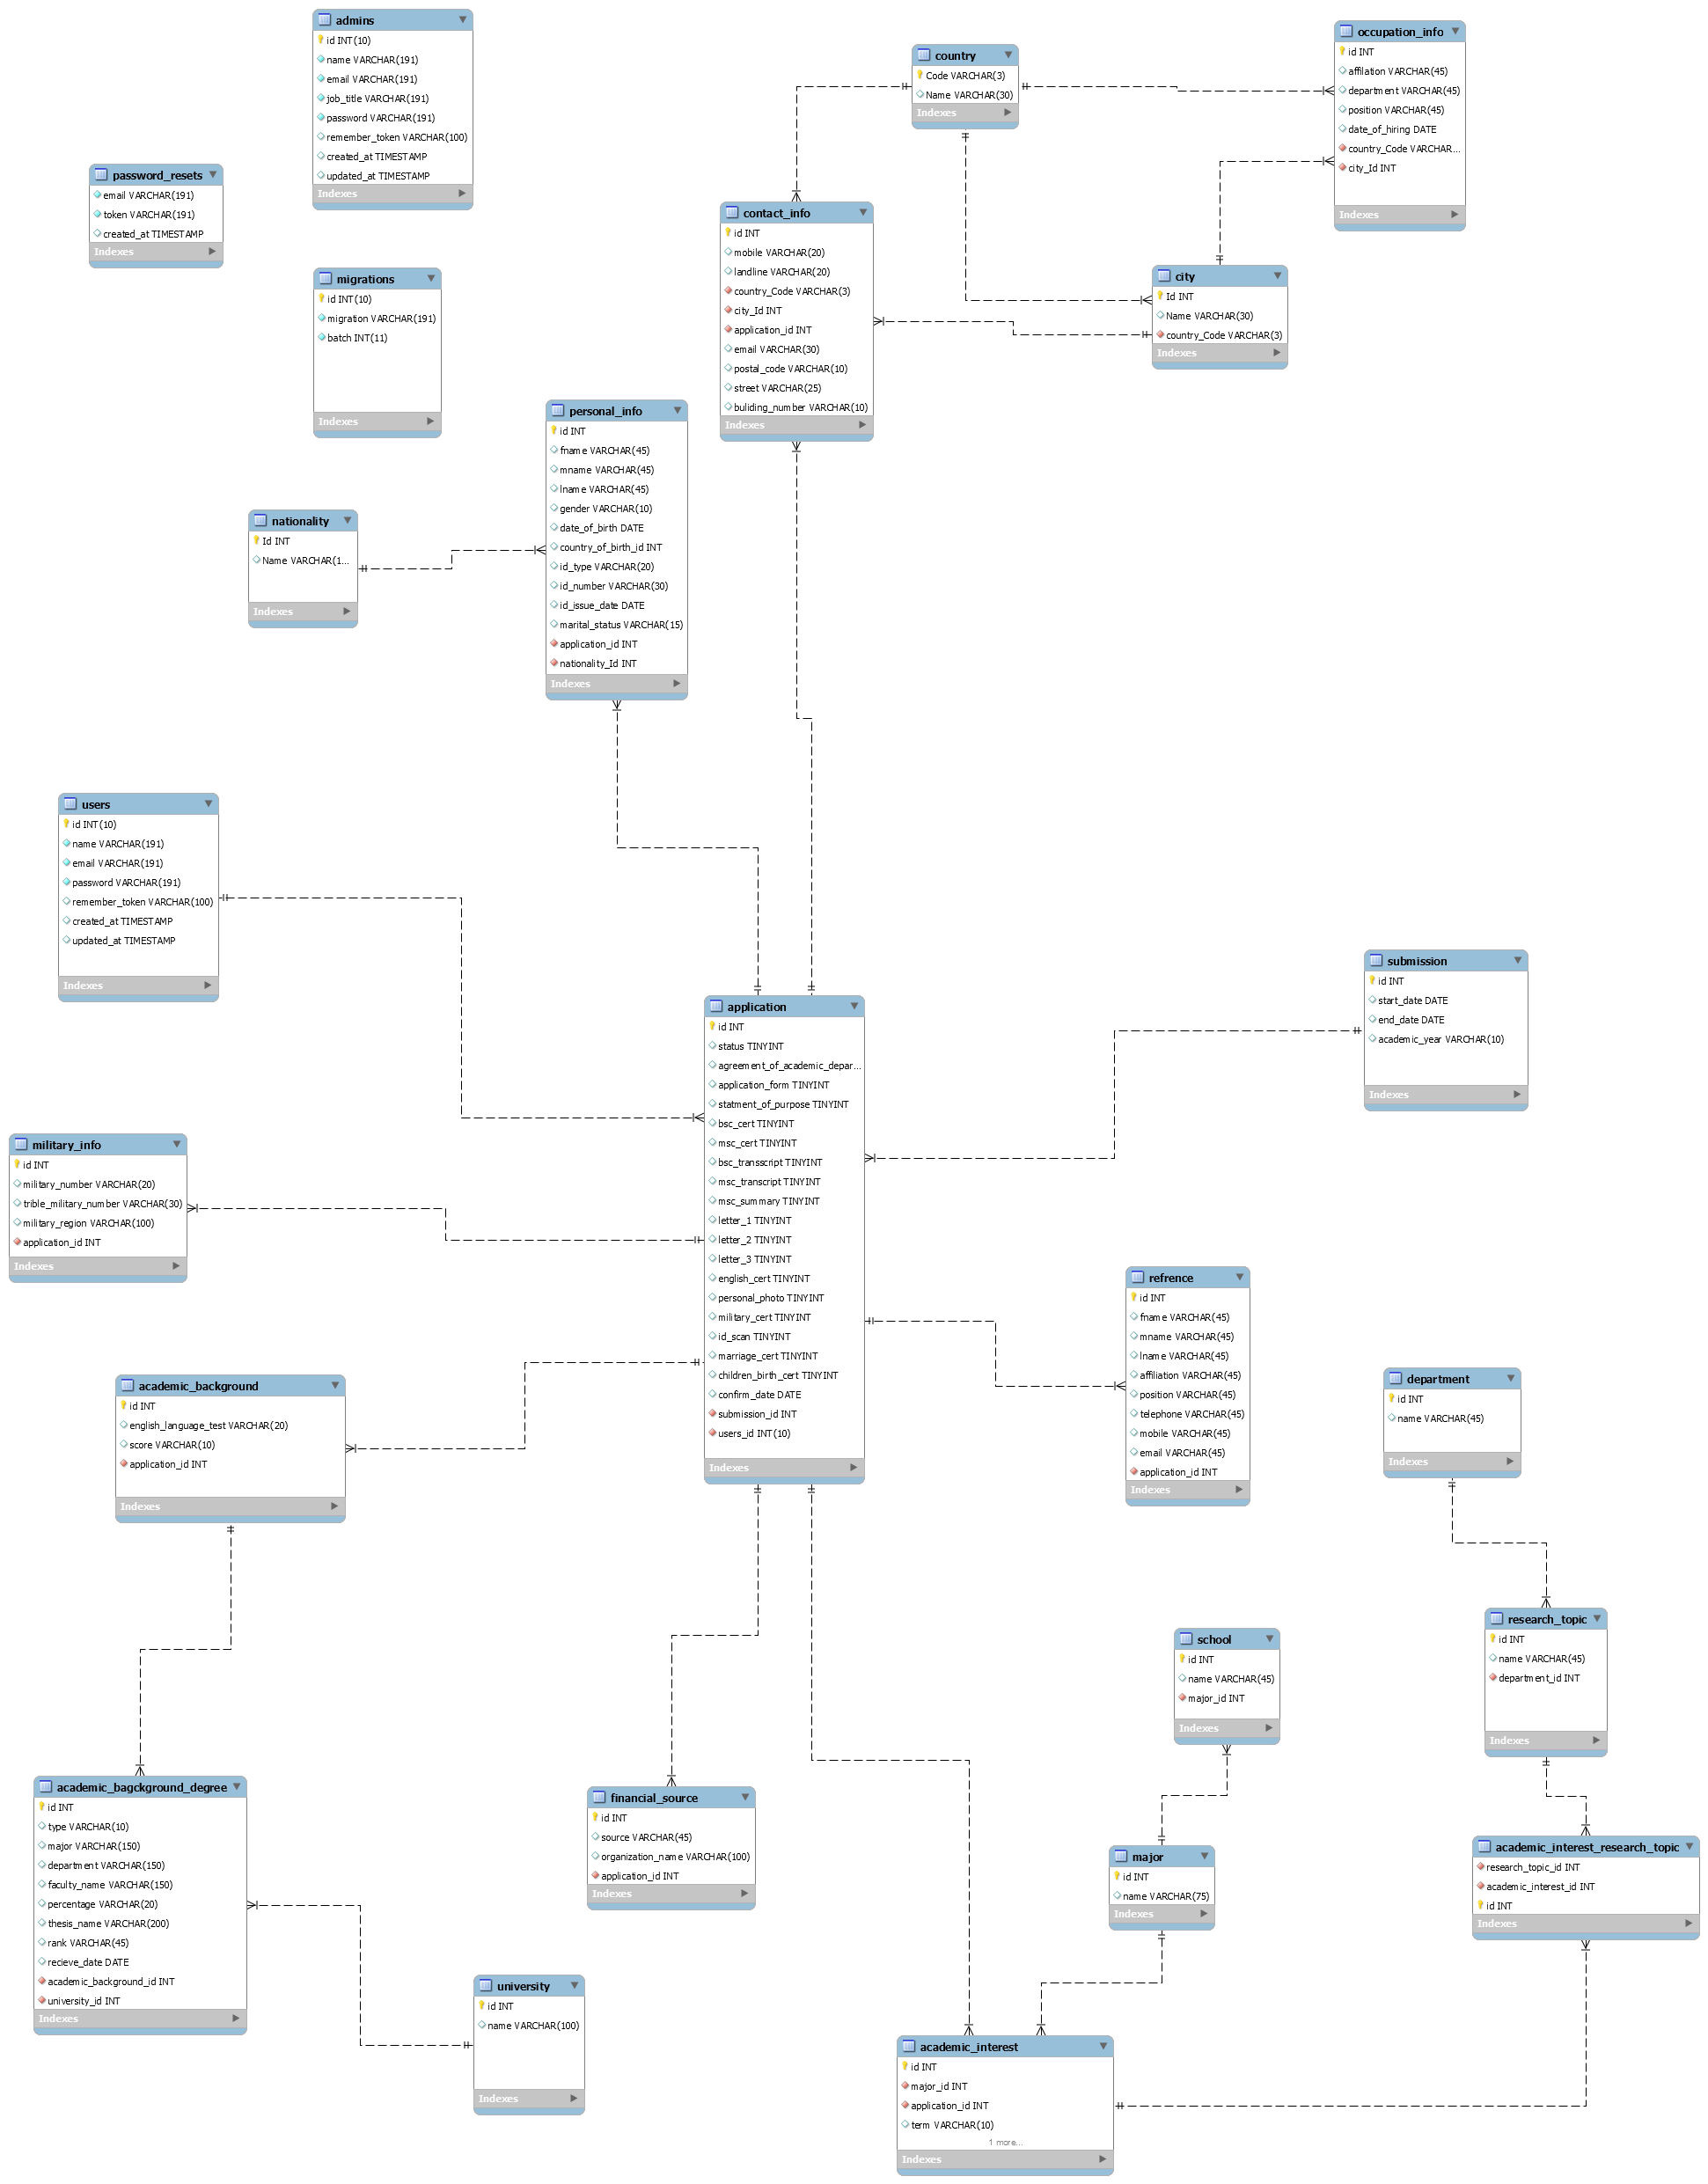 admins
id INT(10)
name VARCHAR(191)
email VARCHAR(191)
job_title VARCHAR(191)
password VARCHAR(191)
remember_token VARCHAR(100)
created_at TIMESTAMP
updated_at TIMESTAMP
Indexes
country
Code VARCHAR(3)
Name VARCHAR(30)
Indexes
occupation_info
id INT
affilation VARCHAR(45)
department VARCHAR(45)
position VARCHAR(45)
date_of_hiring DATE
country_Code VARCHAR...
city_Id INT
Indexes
password_resets
email VARCHAR(191)
token VARCHAR(191)
created_at TIMESTAMP
Indexes
contact_info
id INT
mobile VARCHAR(20)
landline VARCHAR(20)
country_Code VARCHAR(3)
city_Id INT
application_id INT
email VARCHAR(30)
postal_code VARCHAR(10)
street VARCHAR(25)
buliding_number VARCHAR(10)
Indexes
migrations
id INT(10)
migration VARCHAR(191)
batch INT(11)
Indexes
city
Id INT
Name VARCHAR(30)
country_Code VARCHAR(3)
Indexes
personal_info
id INT
fname VARCHAR(45)
mname VARCHAR(45)
lname VARCHAR(45)
gender VARCHAR(10)
date_of_birth DATE
country_of_birth_id INT
id_type VARCHAR(20)
id_number VARCHAR(30)
id_issue_date DATE
marital_status VARCHAR(15)
application_id INT
nationality_Id INT
Indexes
nationality
Id INT
Name VARCHAR(1...
Indexes
users
id INT(10)
name VARCHAR(191)
email VARCHAR(191)
password VARCHAR(191)
remember_token VARCHAR(100)
created_at TIMESTAMP
updated_at TIMESTAMP
Indexes
submission
id INT
start_date DATE
end_date DATE
academic_year VARCHAR(10)
Indexes
application
id INT
status TINYINT
agreement_of_academic_depar...
application_form TINYINT
statment_of_purpose TINYINT
bsc_cert TINYINT
msc_cert TINYINT
bsc_transscript TINYINT
msc_transcript TINYINT
msc_summary TINYINT
letter_1 TINYINT
letter_2 TINYINT
letter_3 TINYINT
english_cert TINYINT
personal_photo TINYINT
military_cert TINYINT
id_scan TINYINT
marriage_cert TINYINT
children_birth_cert TINYINT
confirm_date DATE
submission_id INT
users_id INT(10)
Indexes
military_info
id INT
military_number VARCHAR(20)
trible_military_number VARCHAR(30)
military_region VARCHAR(100)
application_id INT
Indexes
refrence
id INT
fname VARCHAR(45)
mname VARCHAR(45)
lname VARCHAR(45)
affiliation VARCHAR(45)
position VARCHAR(45)
telephone VARCHAR(45)
mobile VARCHAR(45)
email VARCHAR(45)
application_id INT
Indexes
academic_background
id INT
english_language_test VARCHAR(20)
score VARCHAR(10)
application_id INT
Indexes
department
id INT
name VARCHAR(45)
Indexes
research_topic
id INT
name VARCHAR(45)
department_id INT
Indexes
school
id INT
name VARCHAR(45)
major_id INT
Indexes
academic_bagckground_degree
id INT
type VARCHAR(10)
major VARCHAR(150)
department VARCHAR(150)
faculty_name VARCHAR(150)
percentage VARCHAR(20)
thesis_name VARCHAR(200)
rank VARCHAR(45)
recieve_date DATE
academic_background_id INT
university_id INT
Indexes
financial_source
id INT
source VARCHAR(45)
organization_name VARCHAR(100)
application_id INT
Indexes
major
id INT
name VARCHAR(75)
Indexes
academic_interest_research_topic
research_topic_id INT
academic_interest_id INT
id INT
Indexes
university
id INT
name VARCHAR(100)
Indexes
academic_interest
id INT
major_id INT
application_id INT
term VARCHAR(10)
1 more...
Indexes